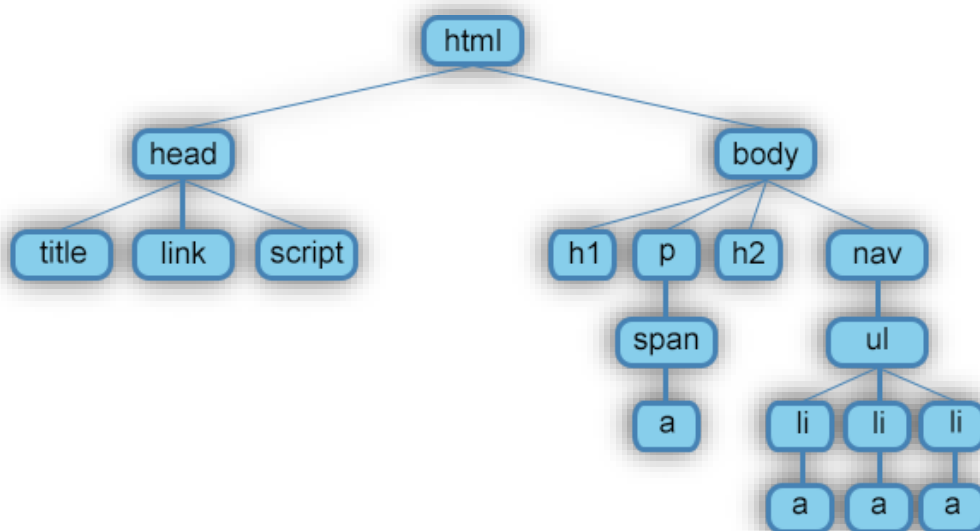 html
head body
title link script h1 p h2 nav
span ul
a li li li
a a a